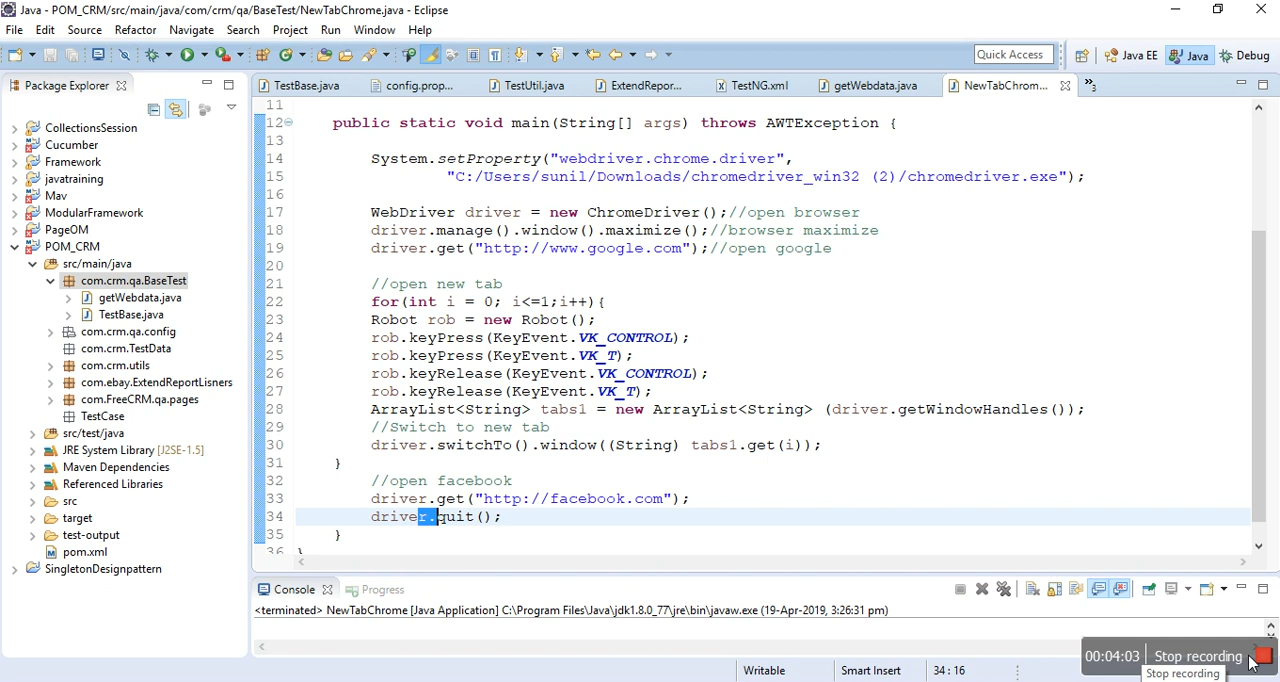 Java - POM_CRM/src/main/java/com/crm/qa/BaseTest/NewTabChrome.java - Eclipse
File Edit Source Refactor Navigate Search Project Run Window Help
Quick Access Java EE Java Debug
Package Explorer
TestBase.java config.prop... TestUtil.java ExtendRepor... TestNG.xml getWebdata.java NewTabChrom... »3
CollectionsSession
Cucumber
Framework
javatraining
Mav
ModularFramework
PageOM
POM_CRM
src/main/java
com.crm.qa.BaseTest
getWebdata.java
TestBase.java
com.crm.qa.config
com.crm.TestData
com.crm.utils
com.ebay.ExtendReportLisners
com.FreeCRM.qa.pages
TestCase
src/test/java
JRE System Library [J2SE-1.5]
Maven Dependencies
Referenced Libraries
src
target
test-output
pom.xml
SingletonDesignpattern
11
12 public static void main(String[] args) throws AWTException {
13
14 System.setProperty("webdriver.chrome.driver",
15 "C:/Users/sunil/Downloads/chromedriver_win32 (2)/chromedriver.exe");
16
17 WebDriver driver = new ChromeDriver();//open browser
18 driver.manage().window().maximize();//browser maximize
19 driver.get("http://www.google.com");//open google
20
21 //open new tab
22 for(int i = 0; i<=1;i++){
23 Robot rob = new Robot();
24 rob.keyPress(KeyEvent.VK_CONTROL);
25 rob.keyPress(KeyEvent.VK_T);
26 rob.keyRelease(KeyEvent.VK_CONTROL);
27 rob.keyRelease(KeyEvent.VK_T);
28 ArrayList<String> tabs1 = new ArrayList<String> (driver.getWindowHandles());
29 //Switch to new tab
30 driver.switchTo().window((String) tabs1.get(i));
31 }
32 //open facebook
33 driver.get("http://facebook.com");
34 driver.quit();
35 }
36 }
Console Progress
<terminated> NewTabChrome [Java Application] C:\Program Files\Java\jdk1.8.0_77\jre\bin\javaw.exe (19-Apr-2019, 3:26:31 pm)
00:04:03 Stop recording
Stop recording
Writable Smart Insert 34 : 16